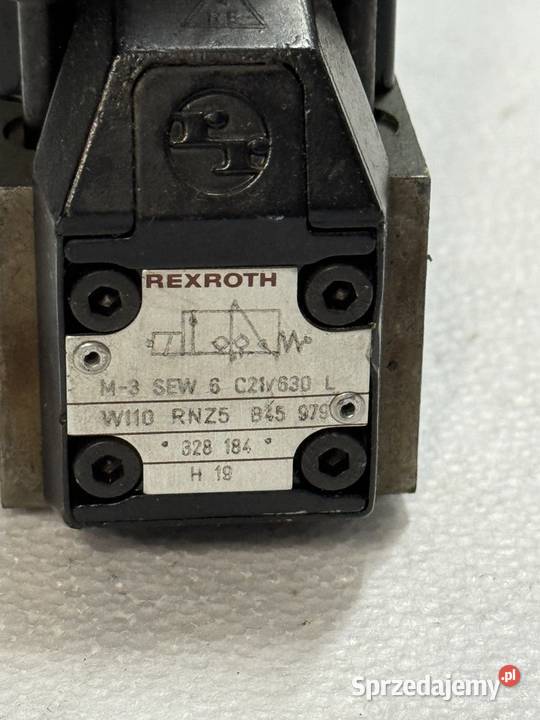 REXROTH
M-3 SEW 6 C21/630 L
W110 RNZ5 B45 979
328 184
H 19
Sprzedajemy.pl